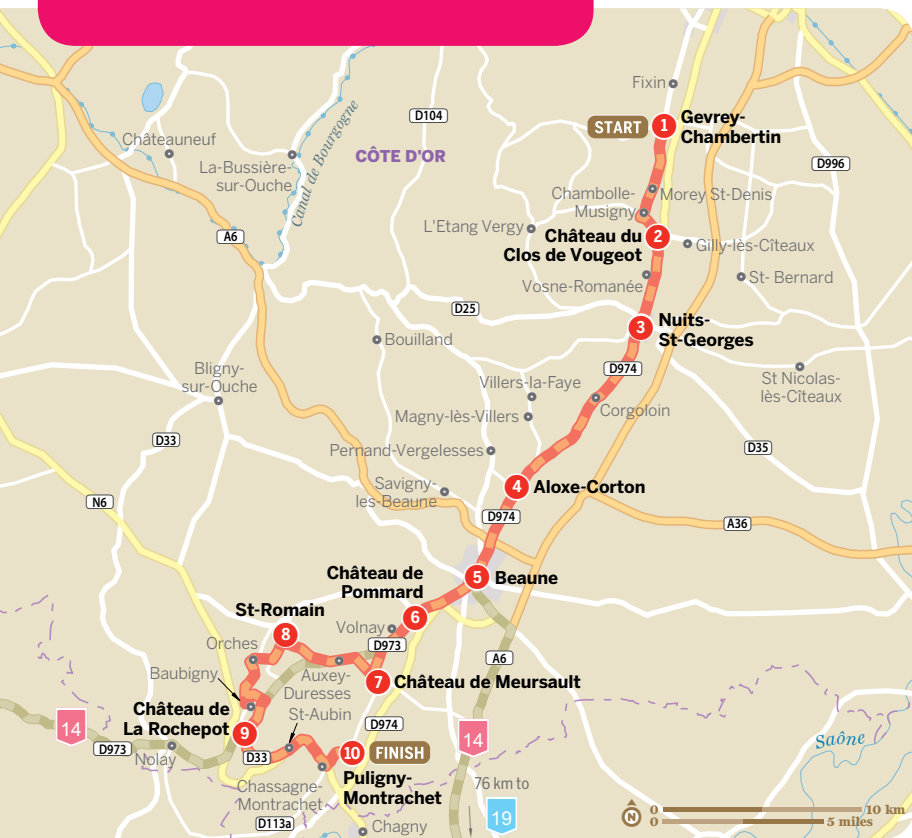 Fixin
START
1
Gevrey-
Chambertin
D104
Châteauneuf
La-Bussière-
sur-Ouche
Canal de Bourgogne
CÔTE D'OR
D996
Chambolle-
Musigny
Morey St-Denis
L'Etang Vergy
A6
2
Château du
Clos de Vougeot
Gilly-lès-Cîteaux
Vosne-Romanée
St- Bernard
D25
3
Nuits-
St-Georges
Bouilland
D974
Bligny-
sur-Ouche
Villers-la-Faye
St Nicolas-
lès-Cîteaux
Magny-lès-Villers
Corgoloin
D33
D35
Pernand-Vergelesses
Savigny-
les-Beaune
4
Aloxe-Corton
N6
D974
A36
5
Beaune
Château de
Pommard
6
St-Romain
8
Volnay
Orches
D973
A6
Baubigny
Auxey-
Duresses
7
Château de Meursault
Château de
La Rochepot
9
St-Aubin
14
D974
14
D973
Nolay
D33
10
FINISH
Saône
Puligny-
Montrachet
Chassagne-
Montrachet
76 km to
19
D113a
Chagny
N
0
10 km
0
5 miles